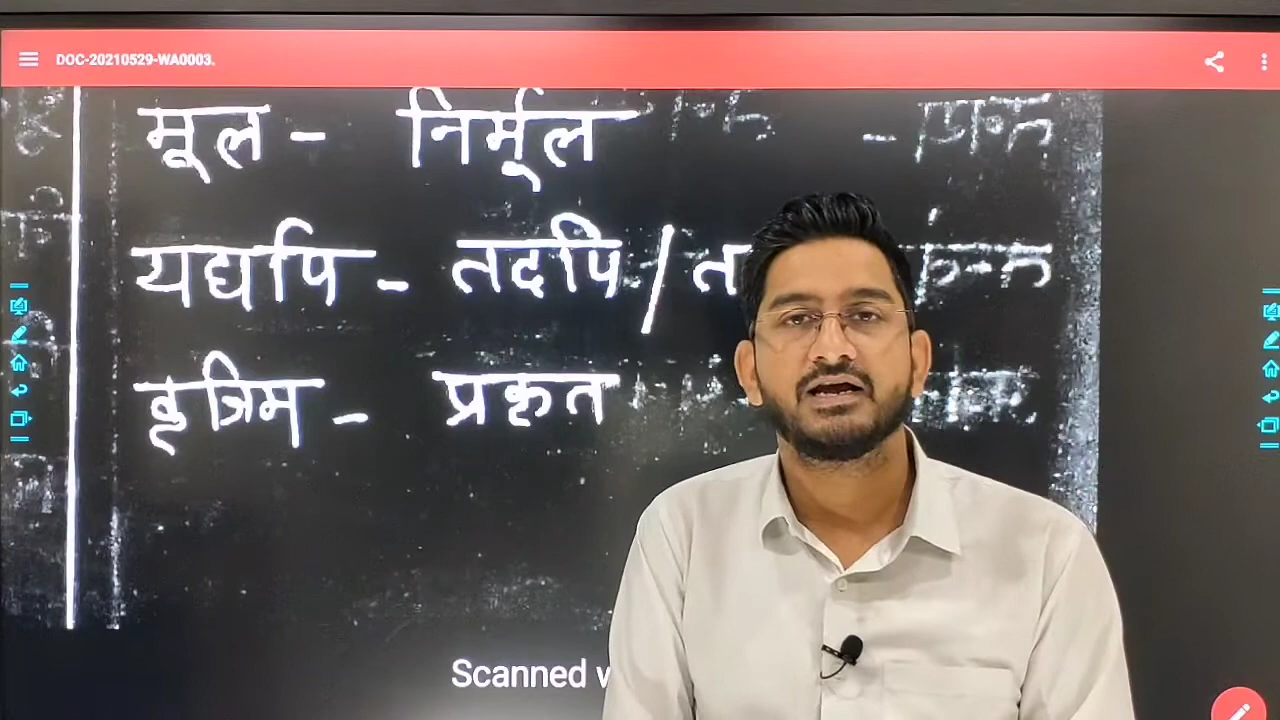 DOC-20210529-WA0003.
मूल - निर्मूल
यद्यपि - तदपि / त
कृत्रिम - प्रकृत
Scanned w